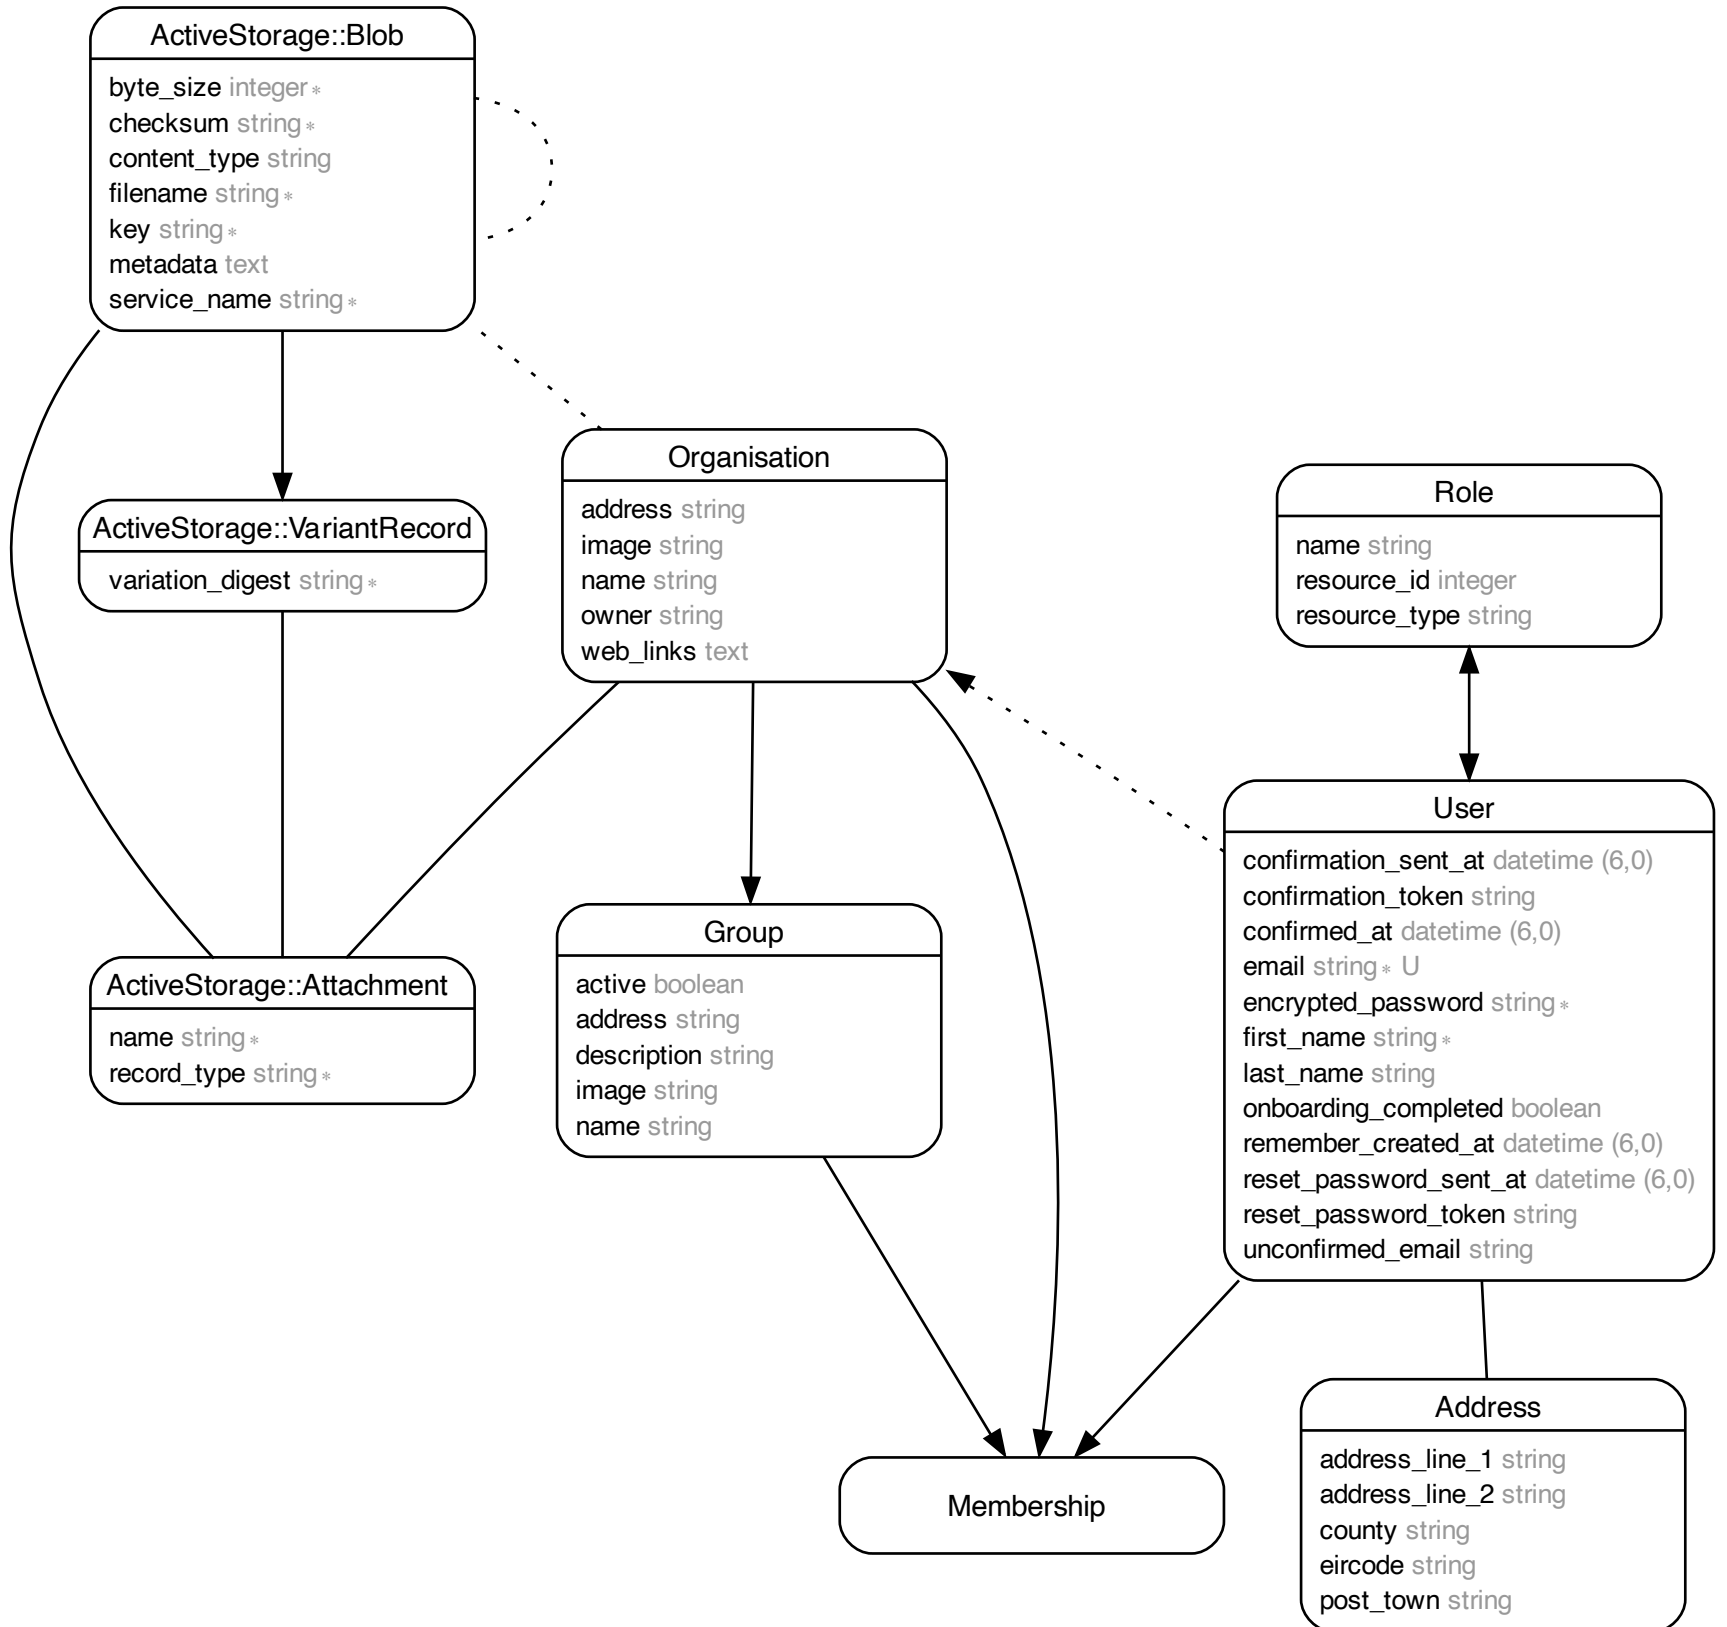 ActiveStorage::Blob
byte_size integer *
checksum string *
content_type string
filename string *
key string *
metadata text
service_name string *
ActiveStorage::VariantRecord
variation_digest string *
Organisation
address string
image string
name string
owner string
web_links text
Role
name string
resource_id integer
resource_type string
User
confirmation_sent_at datetime (6,0)
confirmation_token string
confirmed_at datetime (6,0)
email string * U
encrypted_password string *
first_name string *
last_name string
onboarding_completed boolean
remember_created_at datetime (6,0)
reset_password_sent_at datetime (6,0)
reset_password_token string
unconfirmed_email string
Group
active boolean
address string
description string
image string
name string
ActiveStorage::Attachment
name string *
record_type string *
Membership
Address
address_line_1 string
address_line_2 string
county string
eircode string
post_town string